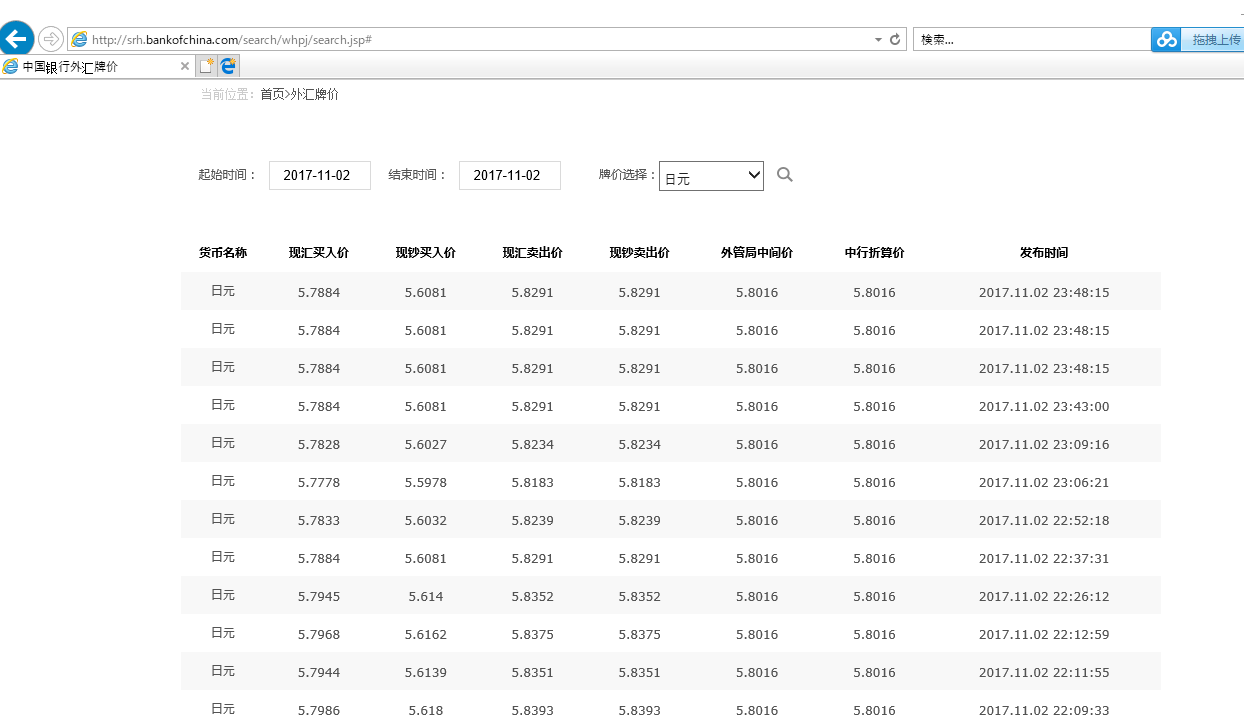 http://srh.bankofchina.com/search/whpj/search.jsp#
検索...
拖拽上传
中国银行外汇牌价
当前位置：首页>外汇牌价
起始时间： 2017-11-02 结束时间： 2017-11-02 牌价选择： 日元
货币名称 现汇买入价 现钞买入价 现汇卖出价 现钞卖出价 外管局中间价 中行折算价 发布时间
日元 5.7884 5.6081 5.8291 5.8291 5.8016 5.8016 2017.11.02 23:48:15
日元 5.7884 5.6081 5.8291 5.8291 5.8016 5.8016 2017.11.02 23:48:15
日元 5.7884 5.6081 5.8291 5.8291 5.8016 5.8016 2017.11.02 23:48:15
日元 5.7884 5.6081 5.8291 5.8291 5.8016 5.8016 2017.11.02 23:43:00
日元 5.7828 5.6027 5.8234 5.8234 5.8016 5.8016 2017.11.02 23:09:16
日元 5.7778 5.5978 5.8183 5.8183 5.8016 5.8016 2017.11.02 23:06:21
日元 5.7833 5.6032 5.8239 5.8239 5.8016 5.8016 2017.11.02 22:52:18
日元 5.7884 5.6081 5.8291 5.8291 5.8016 5.8016 2017.11.02 22:37:31
日元 5.7945 5.614 5.8352 5.8352 5.8016 5.8016 2017.11.02 22:26:12
日元 5.7968 5.6162 5.8375 5.8375 5.8016 5.8016 2017.11.02 22:12:59
日元 5.7944 5.6139 5.8351 5.8351 5.8016 5.8016 2017.11.02 22:11:55
日元 5.7986 5.618 5.8393 5.8393 5.8016 5.8016 2017.11.02 22:09:33